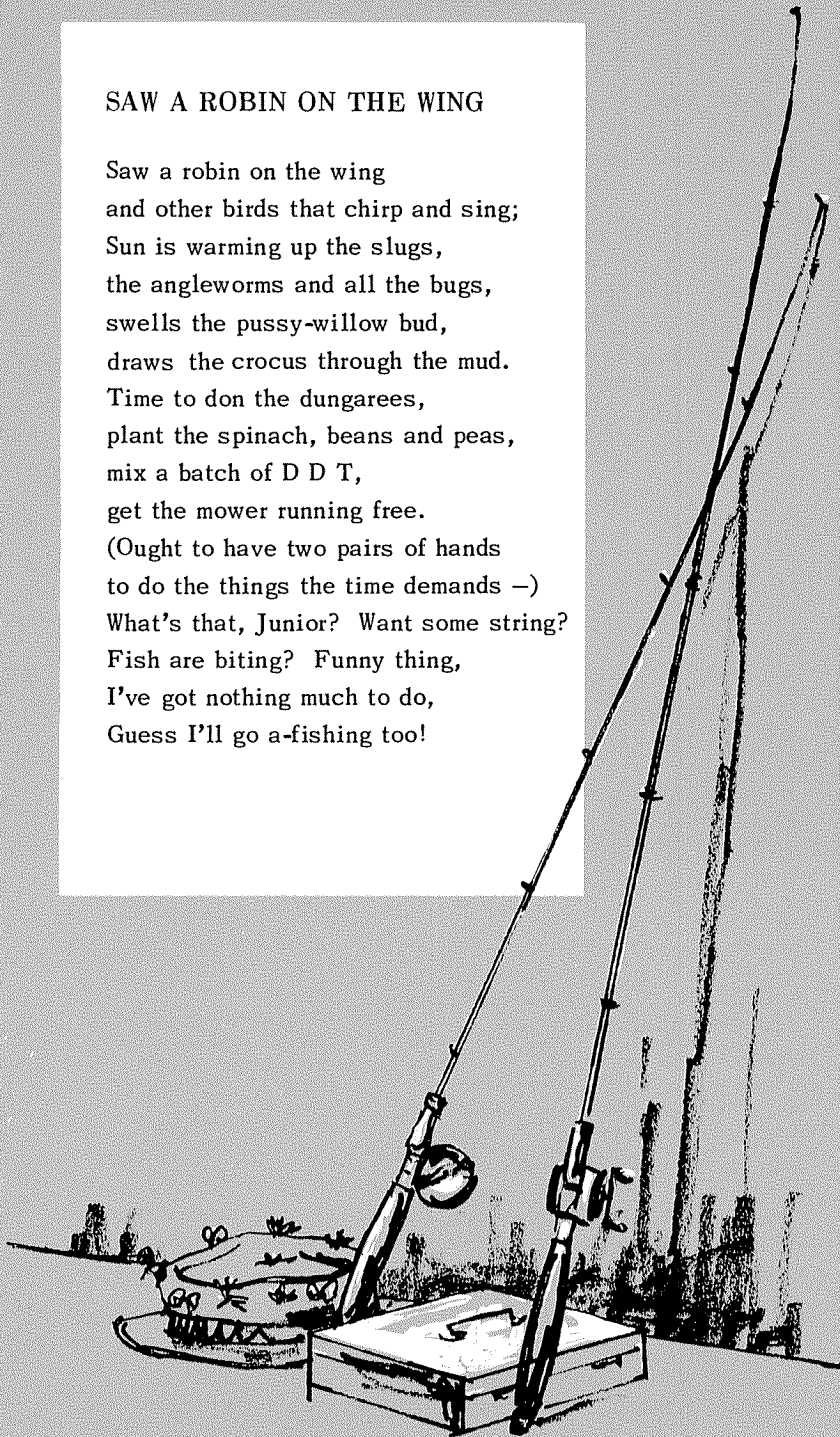 SAW A ROBIN ON THE WING
Saw a robin on the wing
and other birds that chirp and sing;
Sun is warming up the slugs,
the angleworms and all the bugs,
swells the pussy-willow bud,
draws the crocus through the mud.
Time to don the dungarees,
plant the spinach, beans and peas,
mix a batch of D D T,
get the mower running free.
(Ought to have two pairs of hands
to do the things the time demands —)
What's that, Junior? Want some string?
Fish are biting? Funny thing,
I've got nothing much to do,
Guess I'll go a-fishing too!